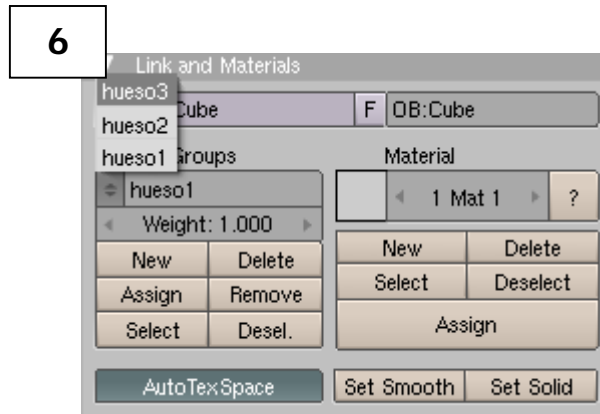 6
Link and Materials
hueso3
Cube
F
OB:Cube
hueso2
hueso1
Groups
Material
hueso1
1 Mat 1
?
Weight: 1.000
New
Delete
New
Delete
Assign
Remove
Select
Deselect
Select
Desel.
Assign
AutoTexSpace
Set Smooth
Set Solid